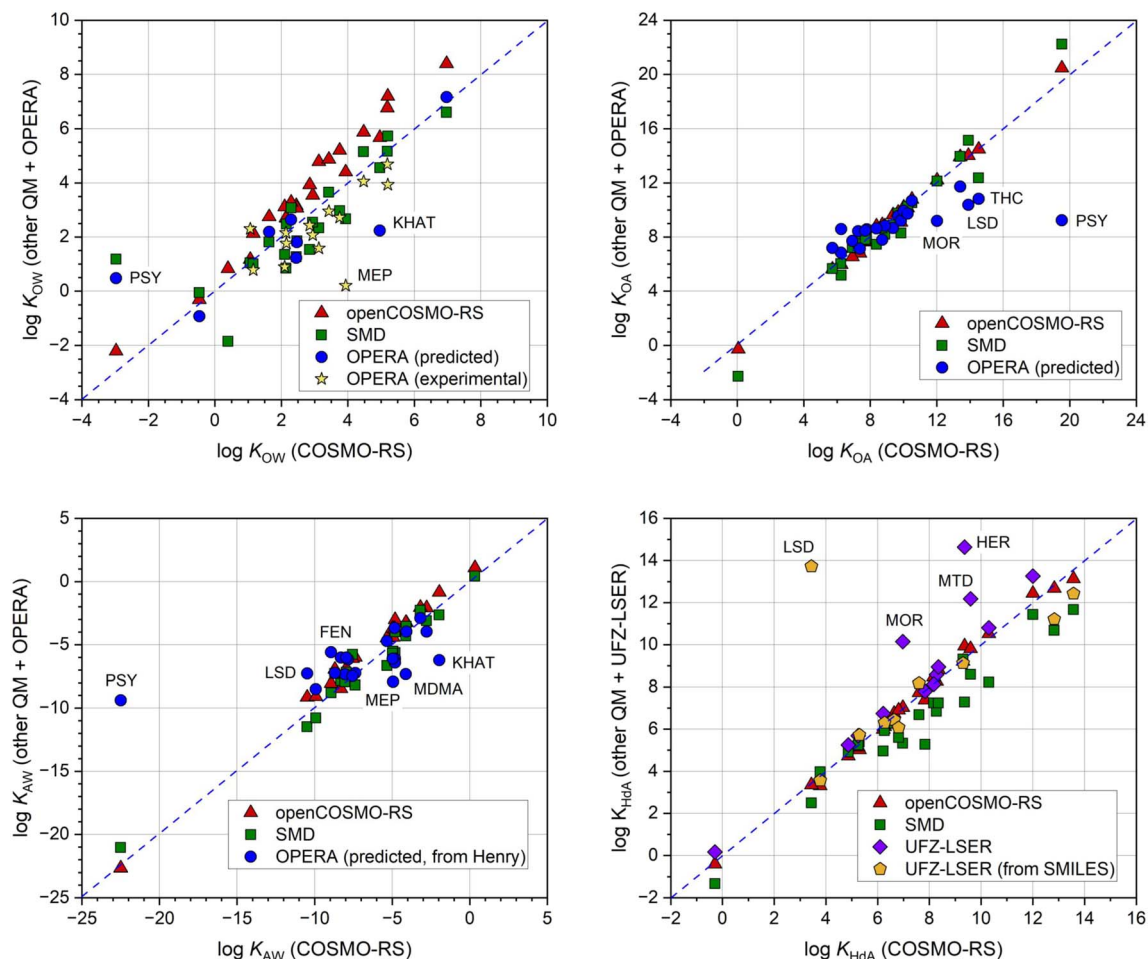 log KOW (other QM + OPERA)
10
8
6
4
2
0
−2
−4
PSY
KHAT
MEP
openCOSMO-RS
SMD
OPERA (predicted)
OPERA (experimental)
−4 −2 0 2 4 6 8 10
log KOW (COSMO-RS)
log KOA (other QM + OPERA)
24
20
16
12
8
4
0
−4
THC
LSD
PSY
MOR
openCOSMO-RS
SMD
OPERA (predicted)
−4 0 4 8 12 16 20 24
log KOA (COSMO-RS)
log KAW (other QM + OPERA)
5
0
−5
−10
−15
−20
−25
FEN
LSD
PSY
KHAT
MDMA
MEP
openCOSMO-RS
SMD
OPERA (predicted, from Henry)
−25 −20 −15 −10 −5 0 5
log KAW (COSMO-RS)
log KHdA (other QM + UFZ-LSER)
16
14
12
10
8
6
4
2
0
−2
LSD
HER
MTD
MOR
openCOSMO-RS
SMD
UFZ-LSER
UFZ-LSER (from SMILES)
−2 0 2 4 6 8 10 12 14 16
log KHdA (COSMO-RS)